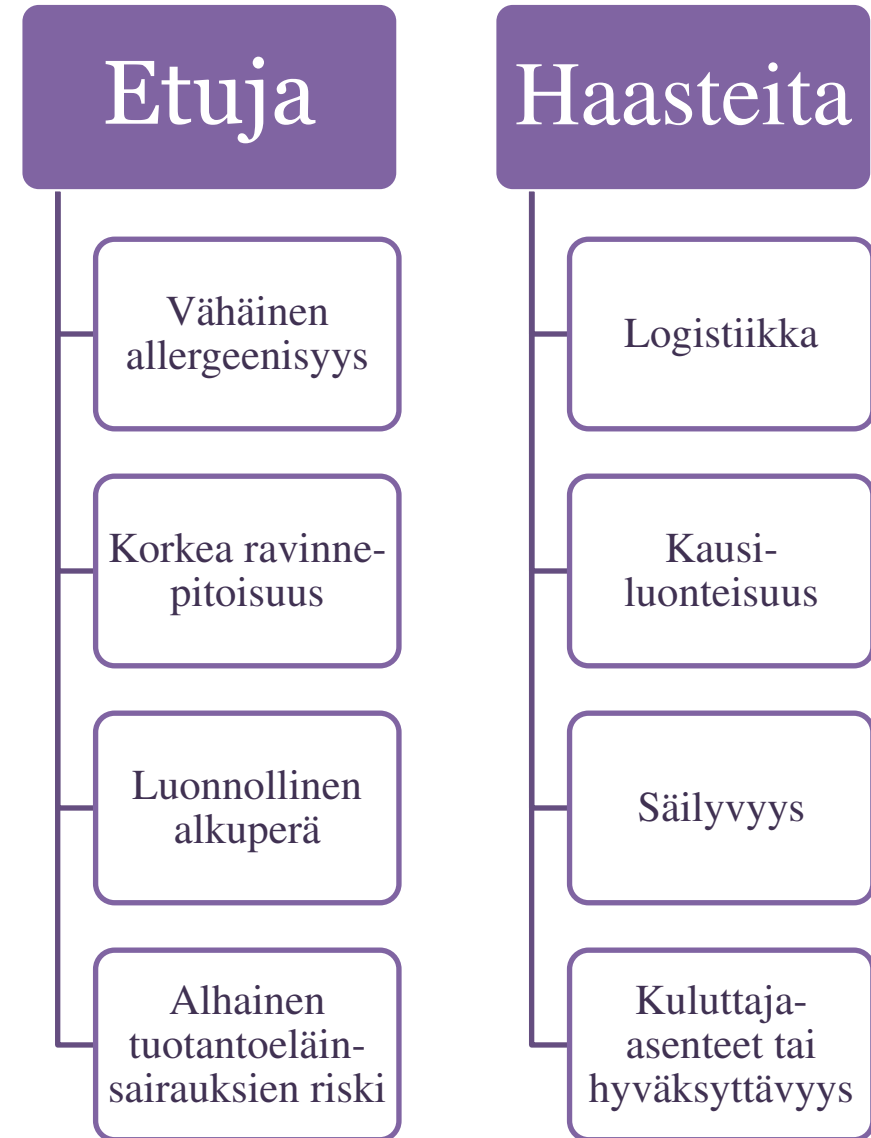 Etuja
Vähäinen
allergeenisyys
Korkea ravinne-
pitoisuus
Luonnollinen
alkuperä
Alhainen
tuotantoeläin-
sairauksien riski
Haasteita
Logistiikka
Kausi-
luonteisuus
Säilyvyys
Kuluttaja-
asenteet tai
hyväksyttävyys